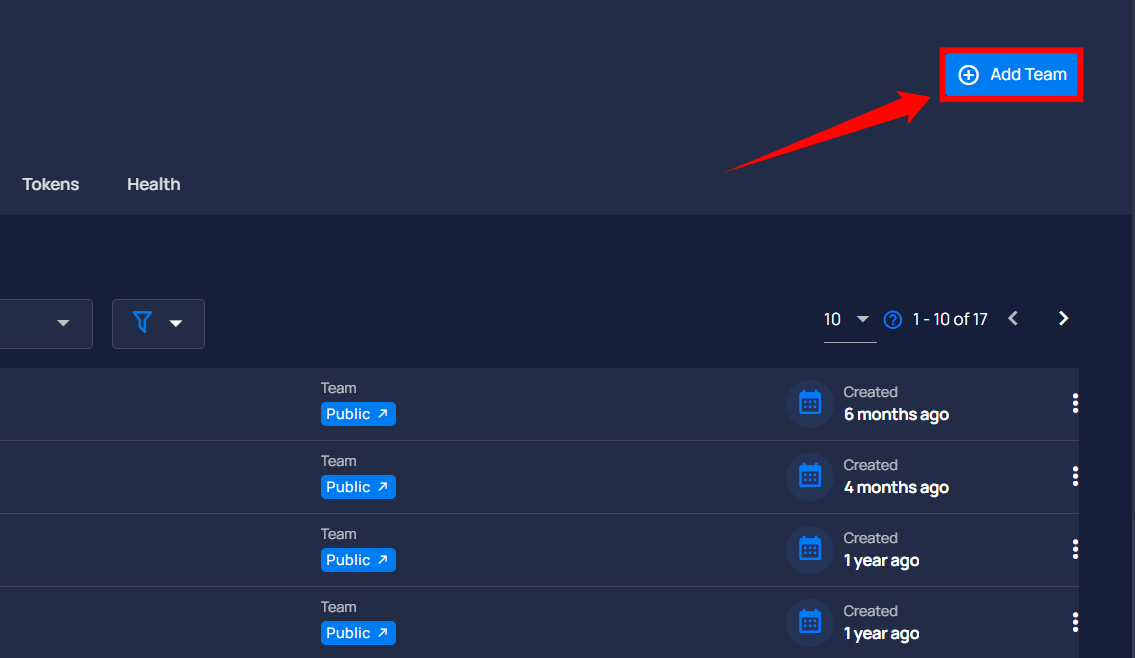 Add Team
Tokens Health
10 1 - 10 of 17
Team
Public
Created
6 months ago
Team
Public
Created
4 months ago
Team
Public
Created
1 year ago
Team
Public
Created
1 year ago